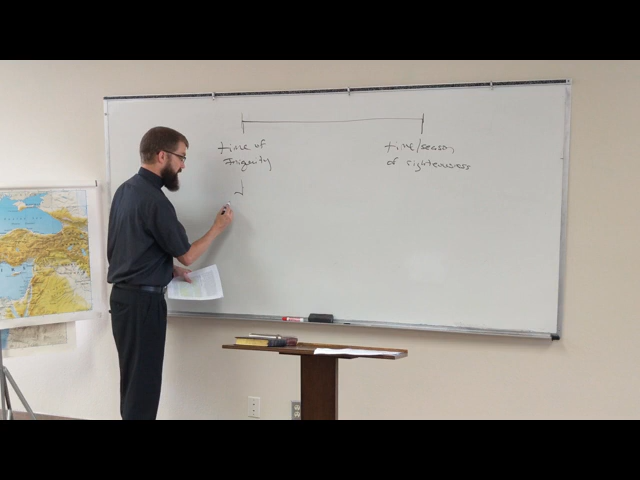 time of
Iniquity
time/season
of righteousness